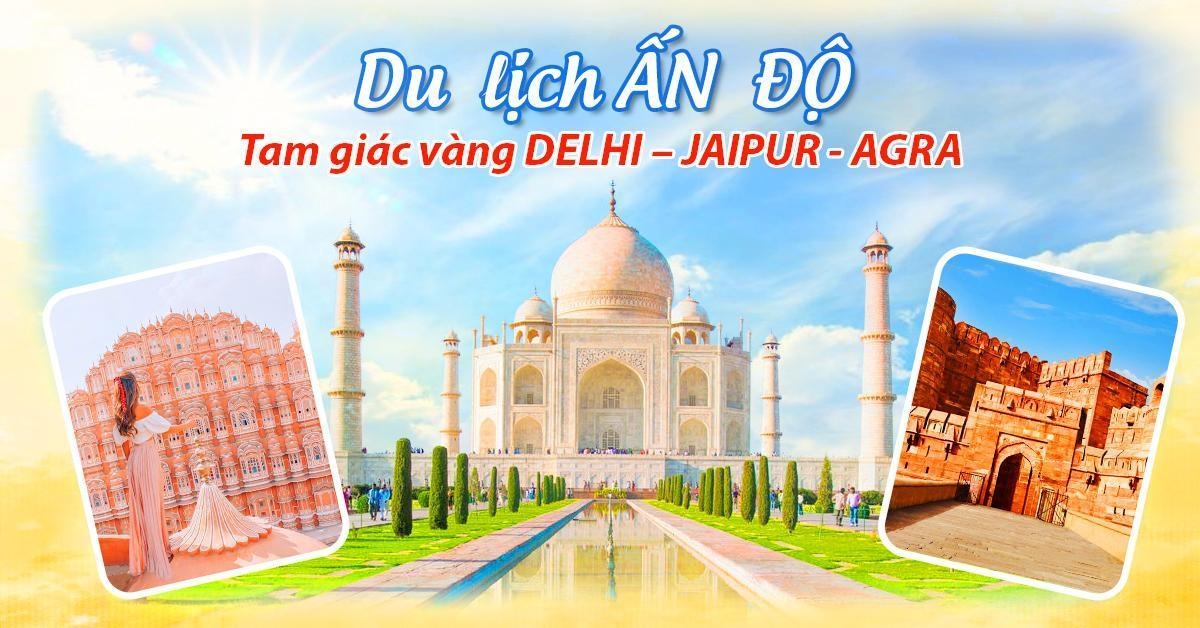 Du lịch ẤN ĐỘ
Tam giác vàng DELHI – JAIPUR - AGRA